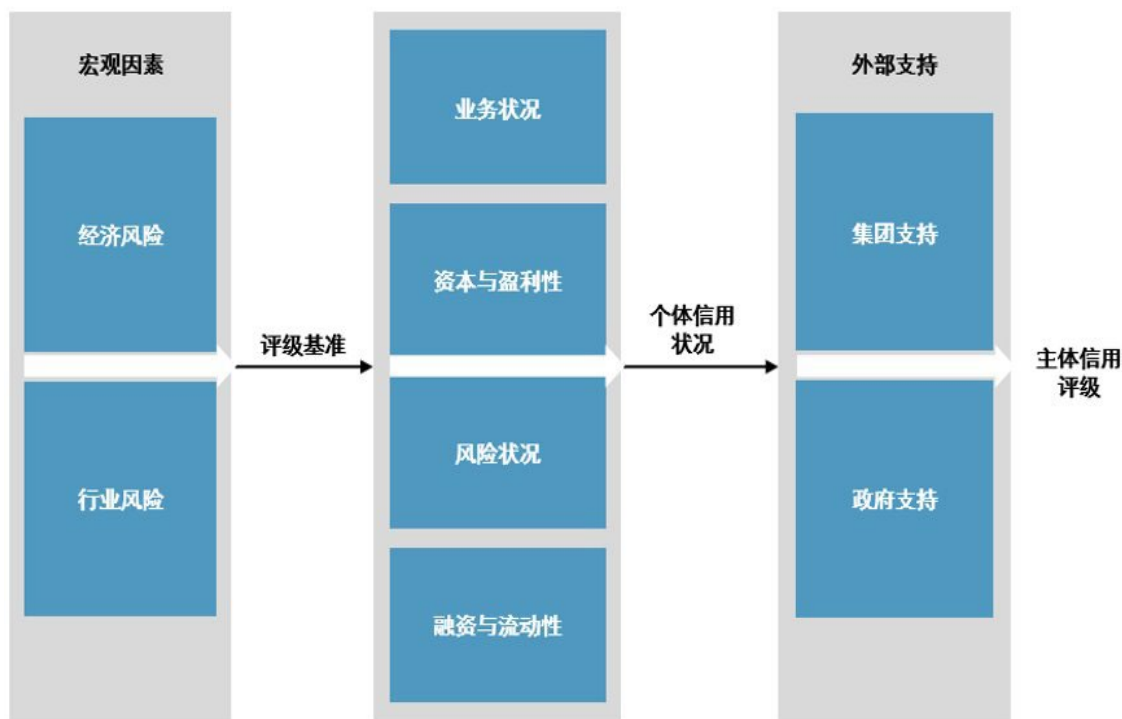 宏观因素
经济风险
行业风险
评级基准
业务状况
资本与盈利性
风险状况
融资与流动性
个体信用
状况
外部支持
集团支持
政府支持
主体信用
评级